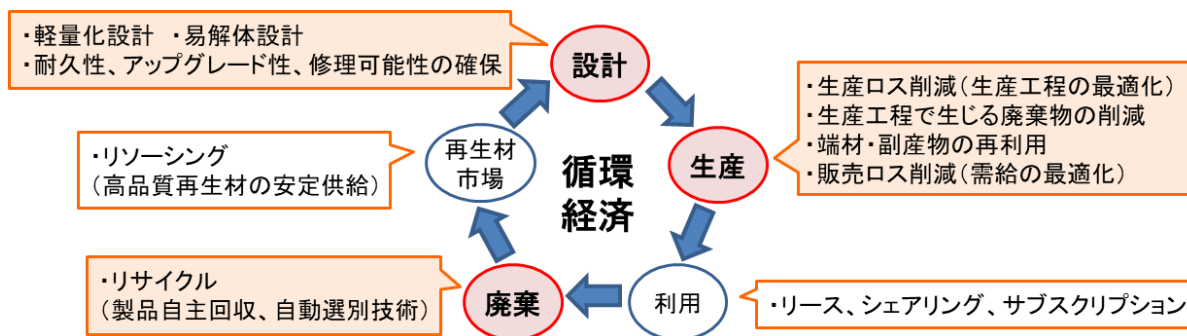 ・軽量化設計 ・易解体設計
・耐久性、アップグレード性、修理可能性の確保
設計
・生産ロス削減(生産工程の最適化)
・生産工程で生じる廃棄物の削減
・端材・副産物の再利用
・販売ロス削減(需給の最適化)
生産
・リソーシング
(高品質再生材の安定供給)
再生材
市場
循環
経済
・リサイクル
(製品自主回収、自動選別技術)
廃棄
利用
・リース、シェアリング、サブスクリプション